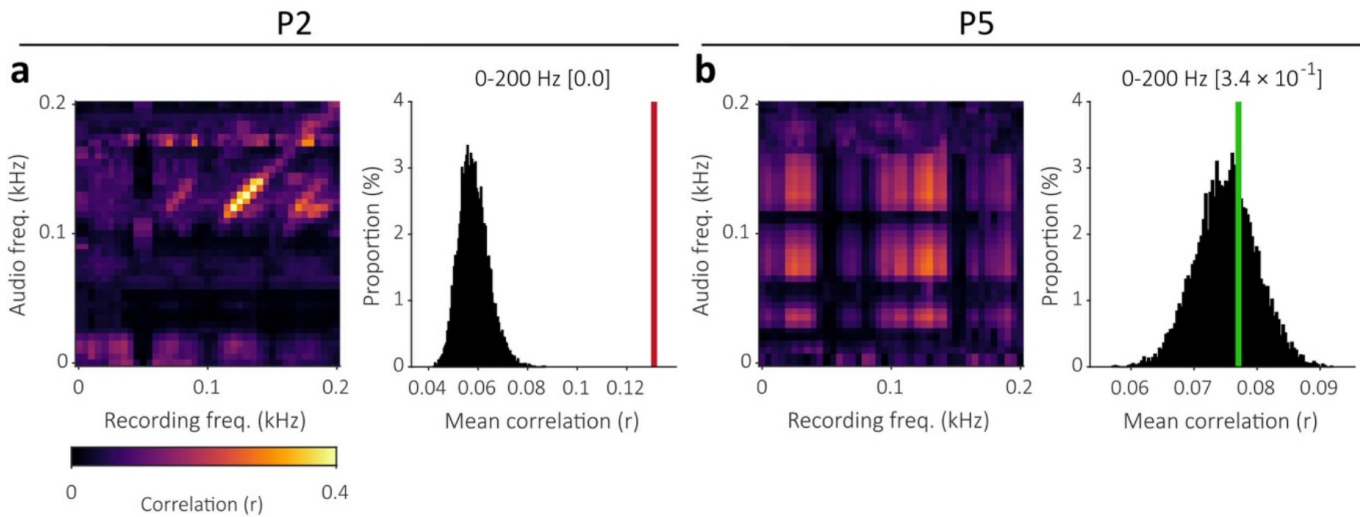 P2
P5
a
0-200 Hz [0.0]
b
0-200 Hz [3.4 × 10⁻¹]
0.2
0.1
0
Audio freq. (kHz)
0
0.1
0.2
Recording freq. (kHz)
4
3
2
1
0
Proportion (%)
0.04
0.06
0.08
0.1
0.12
Mean correlation (r)
0.2
0.1
0
Audio freq. (kHz)
0
0.1
0.2
Recording freq. (kHz)
4
3
2
1
0
Proportion (%)
0.06
0.07
0.08
0.09
Mean correlation (r)
0
0.4
Correlation (r)